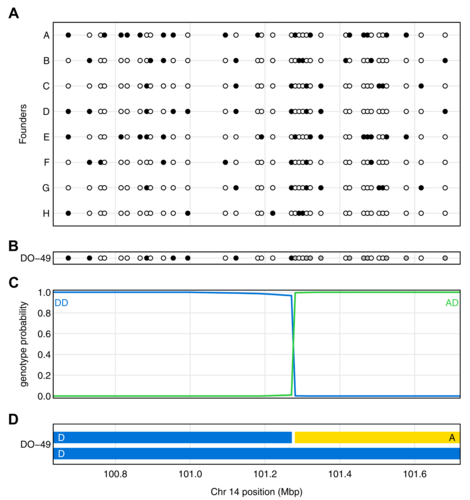 A
A
B
C
D
E
F
G
H
Founders
B
DO−49
C
1.0
0.8
0.6
0.4
0.2
0.0
genotype probability
DD
AD
D
DO−49
D
A
D
100.8 101.0 101.2 101.4 101.6
Chr 14 position (Mbp)